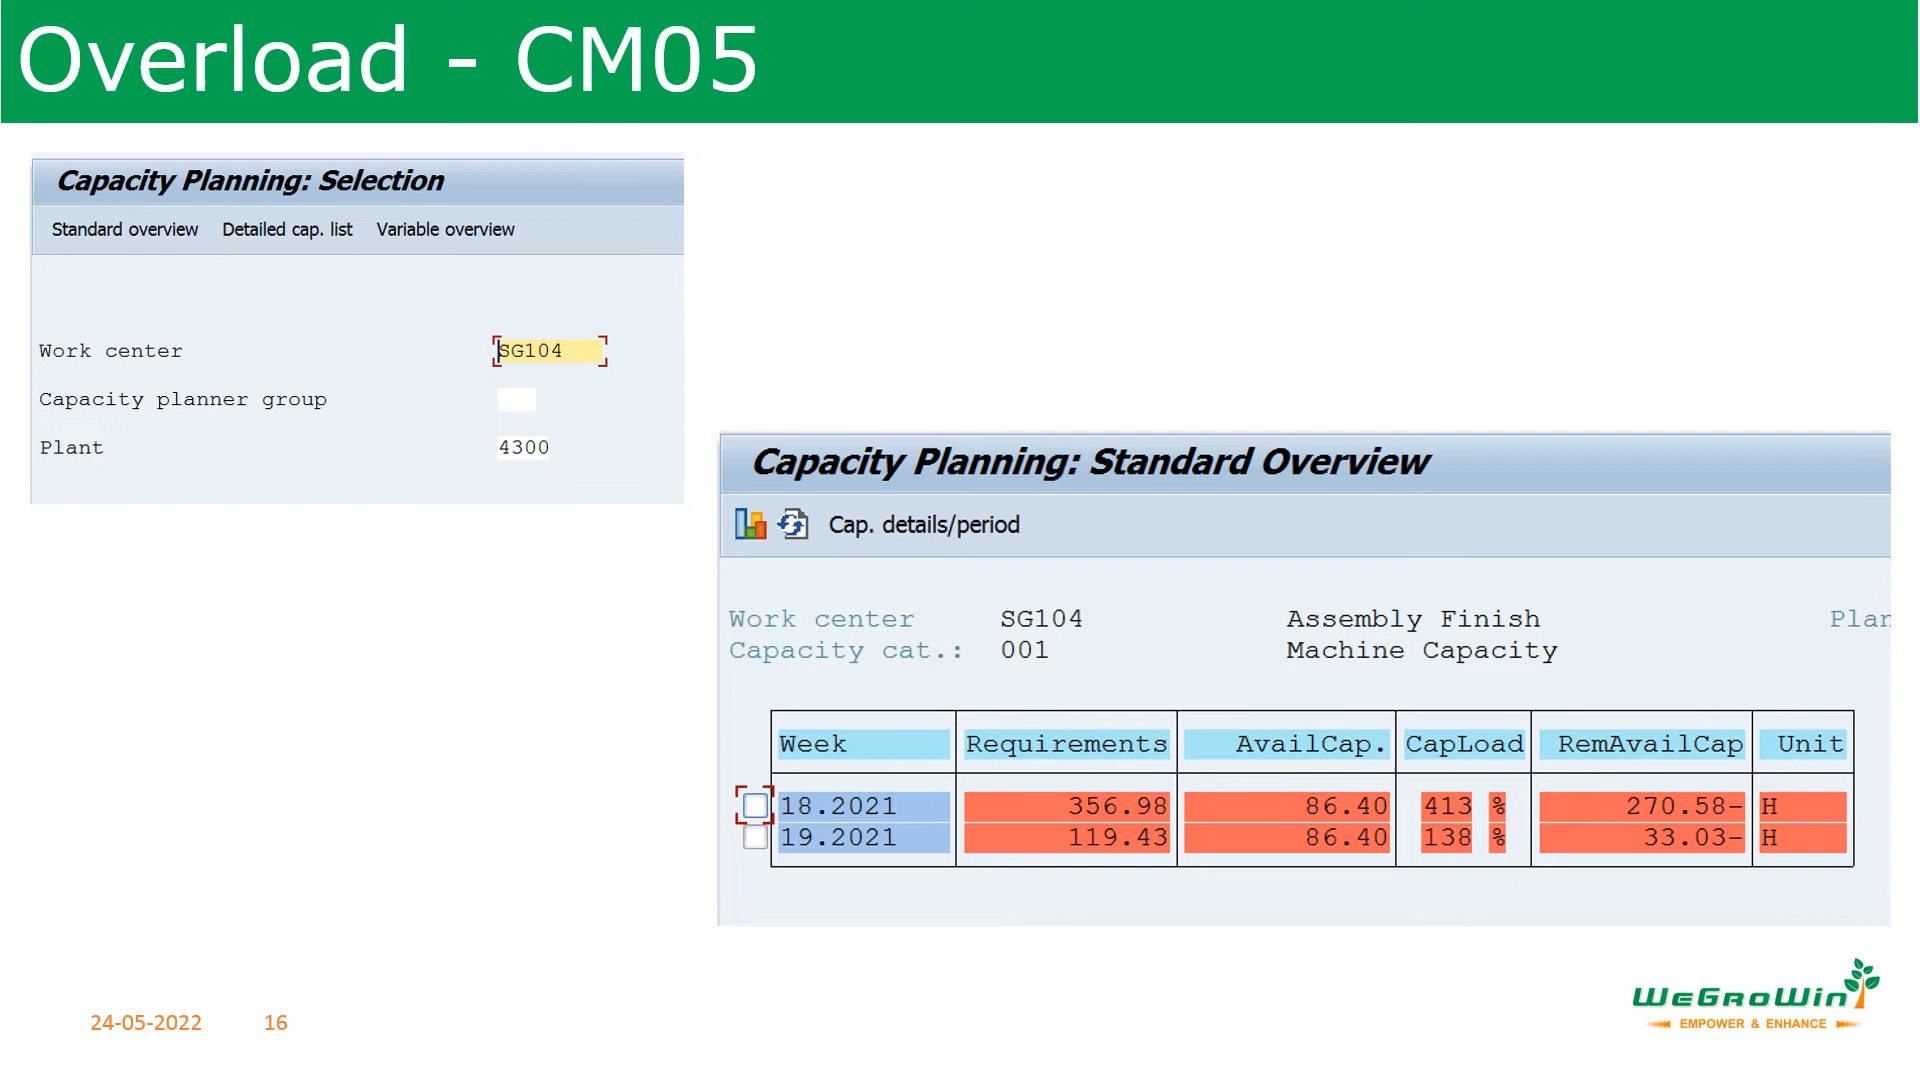 Overload - CM05
Capacity Planning: Selection
Standard overview Detailed cap. list Variable overview
Work center SG104
Capacity planner group
Plant 4300
Capacity Planning: Standard Overview
Cap. details/period
Work center SG104 Assembly Finish Plan
Capacity cat.: 001 Machine Capacity
Week Requirements AvailCap. CapLoad RemAvailCap Unit
18.2021 356.98 86.40 413 % 270.58- H
19.2021 119.43 86.40 138 % 33.03- H
WeGroWin
EMPOWER & ENHANCE
24-05-2022 16